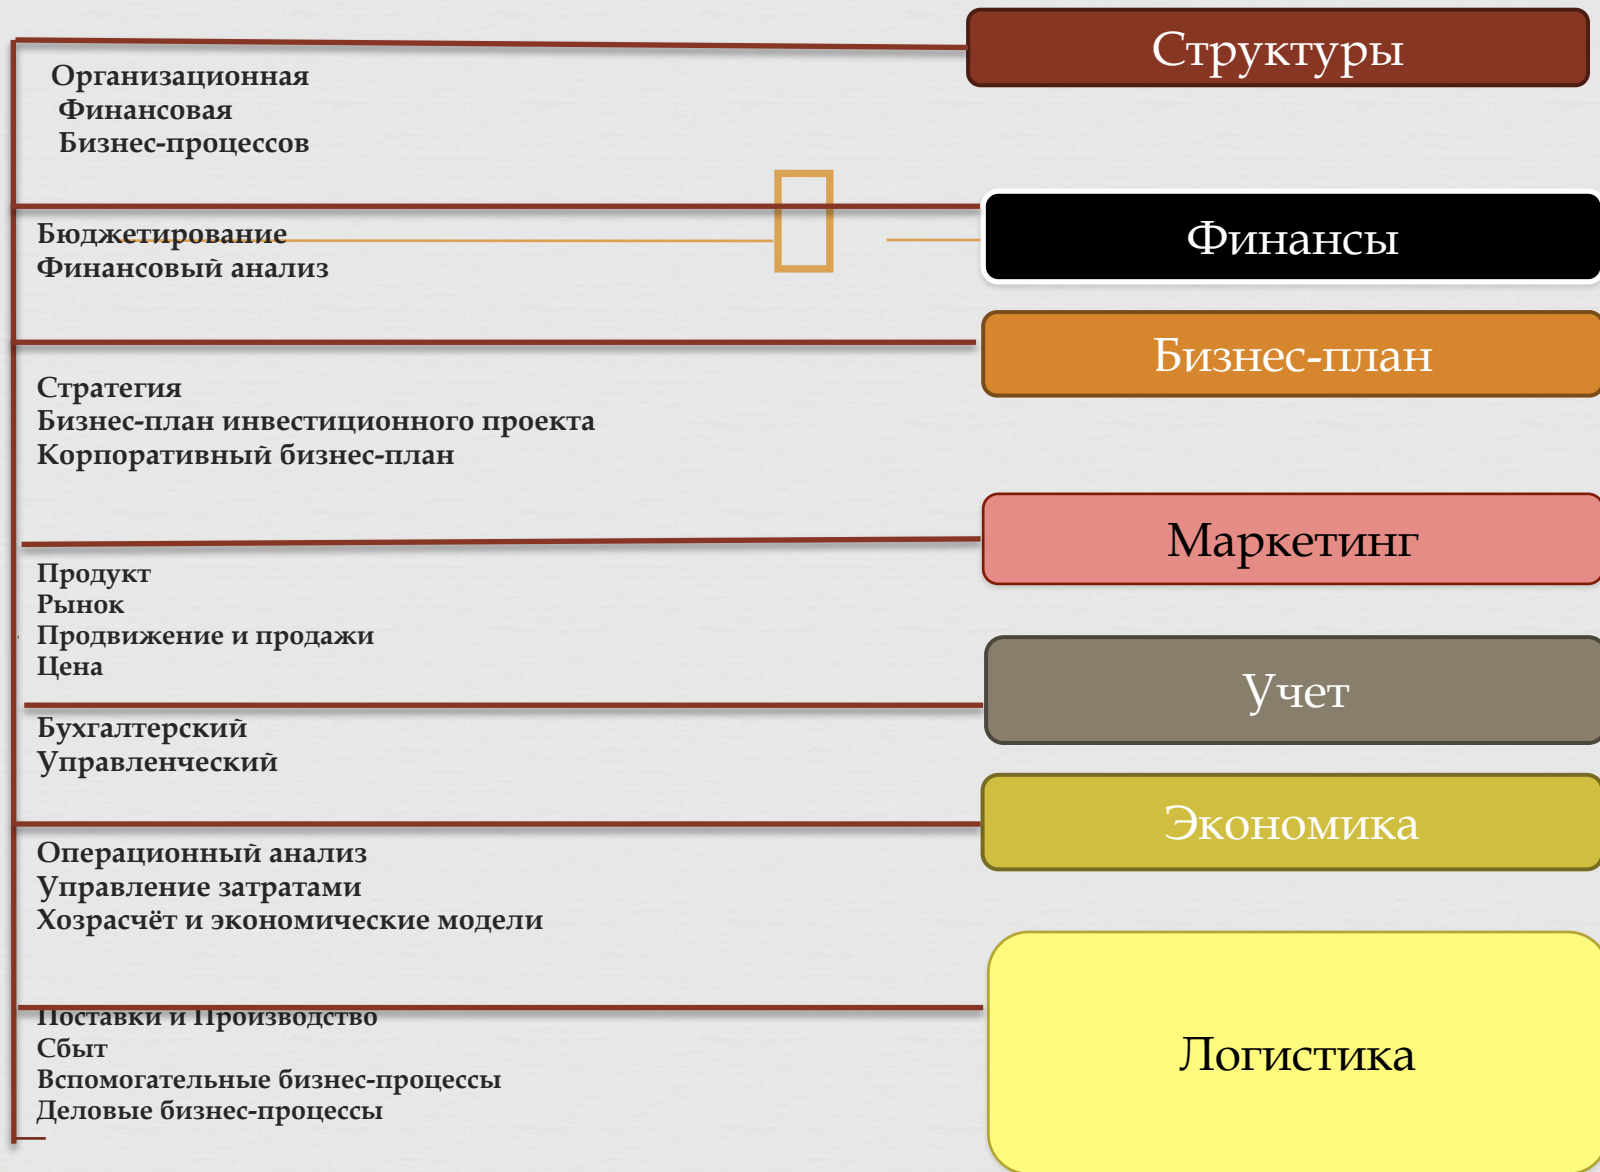 Структуры
Организационная
Финансовая
Бизнес-процессов
Финансы
Бюджетирование
Финансовый анализ
Бизнес-план
Стратегия
Бизнес-план инвестиционного проекта
Корпоративный бизнес-план
Маркетинг
Продукт
Рынок
Продвижение и продажи
Цена
Учет
Бухгалтерский
Управленческий
Экономика
Операционный анализ
Управление затратами
Хозрасчёт и экономические модели
Логистика
Поставки и Производство
Сбыт
Вспомогательные бизнес-процессы
Деловые бизнес-процессы